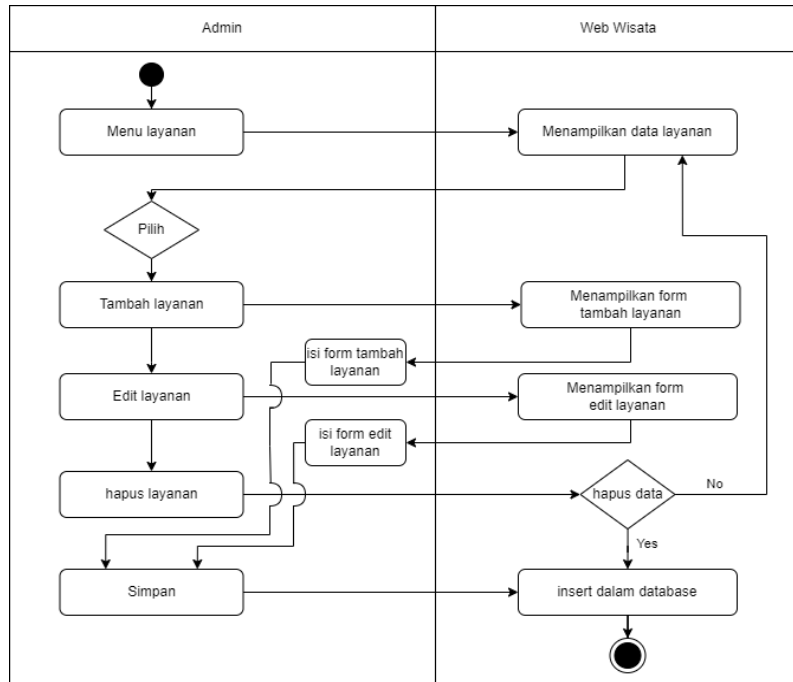 Admin
Web Wisata
Menu layanan
Menampilkan data layanan
Pilih
Tambah layanan
Menampilkan form
tambah layanan
isi form tambah
layanan
Edit layanan
Menampilkan form
edit layanan
isi form edit
layanan
hapus layanan
hapus data
No
Yes
Simpan
insert dalam database